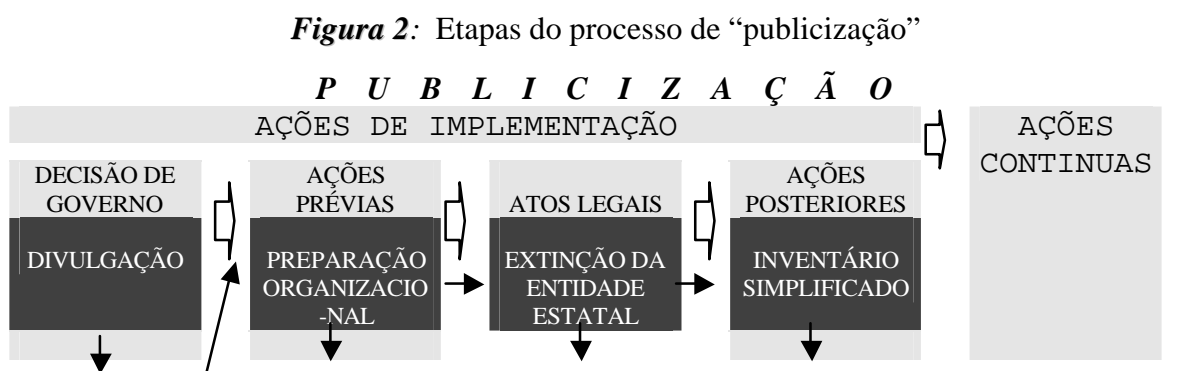 Figura 2: Etapas do processo de “publicização”
P U B L I C I Z A Ç Ã O
AÇÕES DE IMPLEMENTAÇÃO
AÇÕES
CONTINUAS
DECISÃO DE
GOVERNO
DIVULGAÇÃO
AÇÕES
PRÉVIAS
PREPARAÇÃO
ORGANIZACIO
-NAL
ATOS LEGAIS
EXTINÇÃO DA
ENTIDADE
ESTATAL
AÇÕES
POSTERIORES
INVENTÁRIO
SIMPLIFICADO